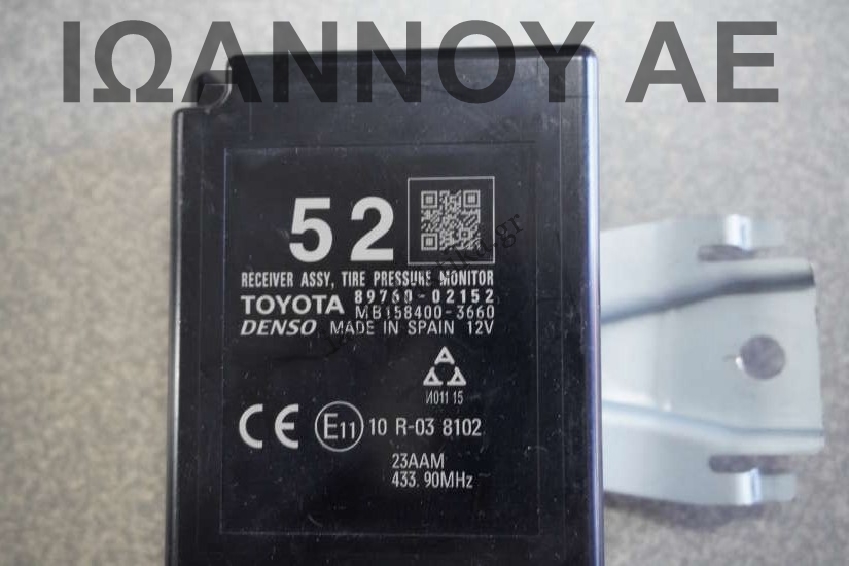 ΙΩΑΝΝΟΥ ΑΕ
52
RECEIVER ASSY, TIRE PRESSURE MONITOR
TOYOTA 89760-02152
MB158400-3660
DENSO MADE IN SPAIN 12V
И011 15
CE E11 10 R-03 8102
23AAM
433.90MHz